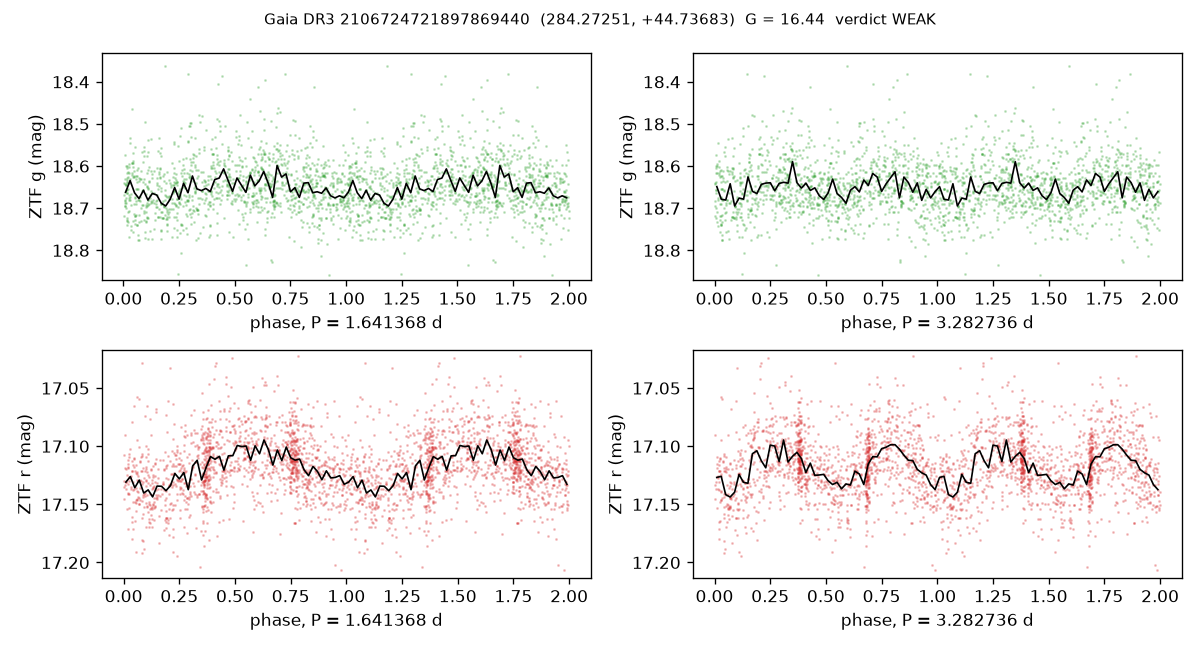 Gaia DR3 2106724721897869440 (284.27251, +44.73683) G = 16.44 verdict WEAK
ZTF g (mag)
18.4
18.5
18.6
18.7
18.8
0.00 0.25 0.50 0.75 1.00 1.25 1.50 1.75 2.00
phase, P = 1.641368 d
ZTF g (mag)
18.4
18.5
18.6
18.7
18.8
0.00 0.25 0.50 0.75 1.00 1.25 1.50 1.75 2.00
phase, P = 3.282736 d
ZTF r (mag)
17.05
17.10
17.15
17.20
0.00 0.25 0.50 0.75 1.00 1.25 1.50 1.75 2.00
phase, P = 1.641368 d
ZTF r (mag)
17.05
17.10
17.15
17.20
0.00 0.25 0.50 0.75 1.00 1.25 1.50 1.75 2.00
phase, P = 3.282736 d